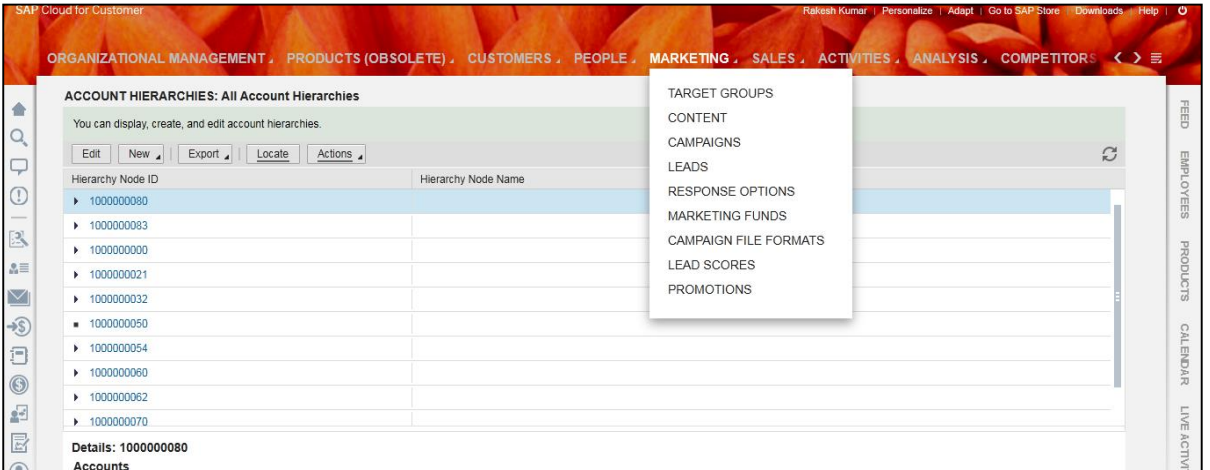 SAP Cloud for Customer
Rakesh Kumar | Personalize | Adapt | Go to SAP Store | Downloads | Help |
ORGANIZATIONAL MANAGEMENT PRODUCTS (OBSOLETE) CUSTOMERS PEOPLE MARKETING SALES ACTIVITIES ANALYSIS COMPETITORS
ACCOUNT HIERARCHIES: All Account Hierarchies
You can display, create, and edit account hierarchies.
Edit New | Export | Locate Actions
Hierarchy Node ID Hierarchy Node Name
1000000080
1000000083
1000000000
1000000021
1000000032
1000000050
1000000054
1000000060
1000000062
1000000070
Details: 1000000080
Accounts
TARGET GROUPS
CONTENT
CAMPAIGNS
LEADS
RESPONSE OPTIONS
MARKETING FUNDS
CAMPAIGN FILE FORMATS
LEAD SCORES
PROMOTIONS
FEED
EMPLOYEES
PRODUCTS
CALENDAR
LIVE ACTIVI